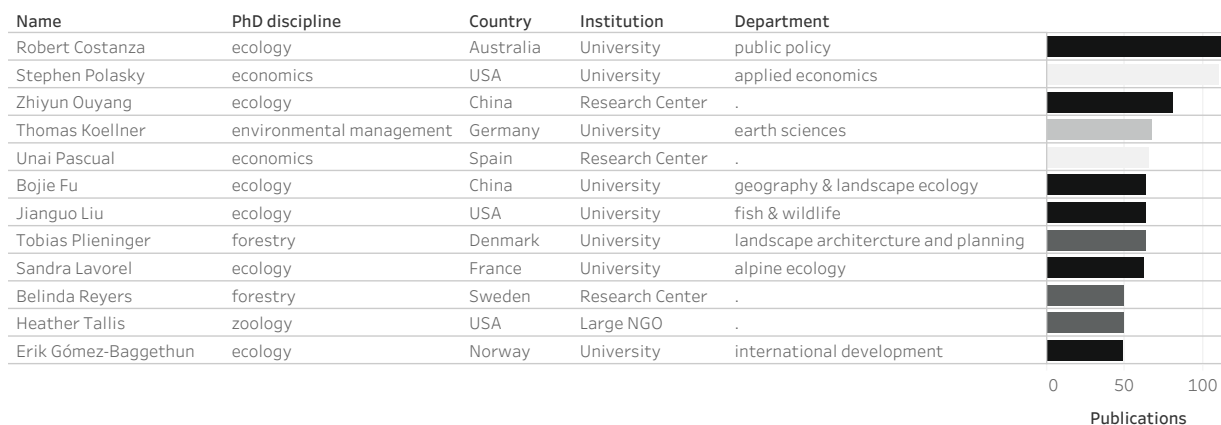 Name PhD discipline Country Institution Department
Robert Costanza ecology Australia University public policy
Stephen Polasky economics USA University applied economics
Zhiyun Ouyang ecology China Research Center .
Thomas Koellner environmental management Germany University earth sciences
Unai Pascual economics Spain Research Center .
Bojie Fu ecology China University geography & landscape ecology
Jianguo Liu ecology USA University fish & wildlife
Tobias Plieninger forestry Denmark University landscape architercture and planning
Sandra Lavorel ecology France University alpine ecology
Belinda Reyers forestry Sweden Research Center .
Heather Tallis zoology USA Large NGO .
Erik Gómez-Baggethun ecology Norway University international development
0 50 100
Publications